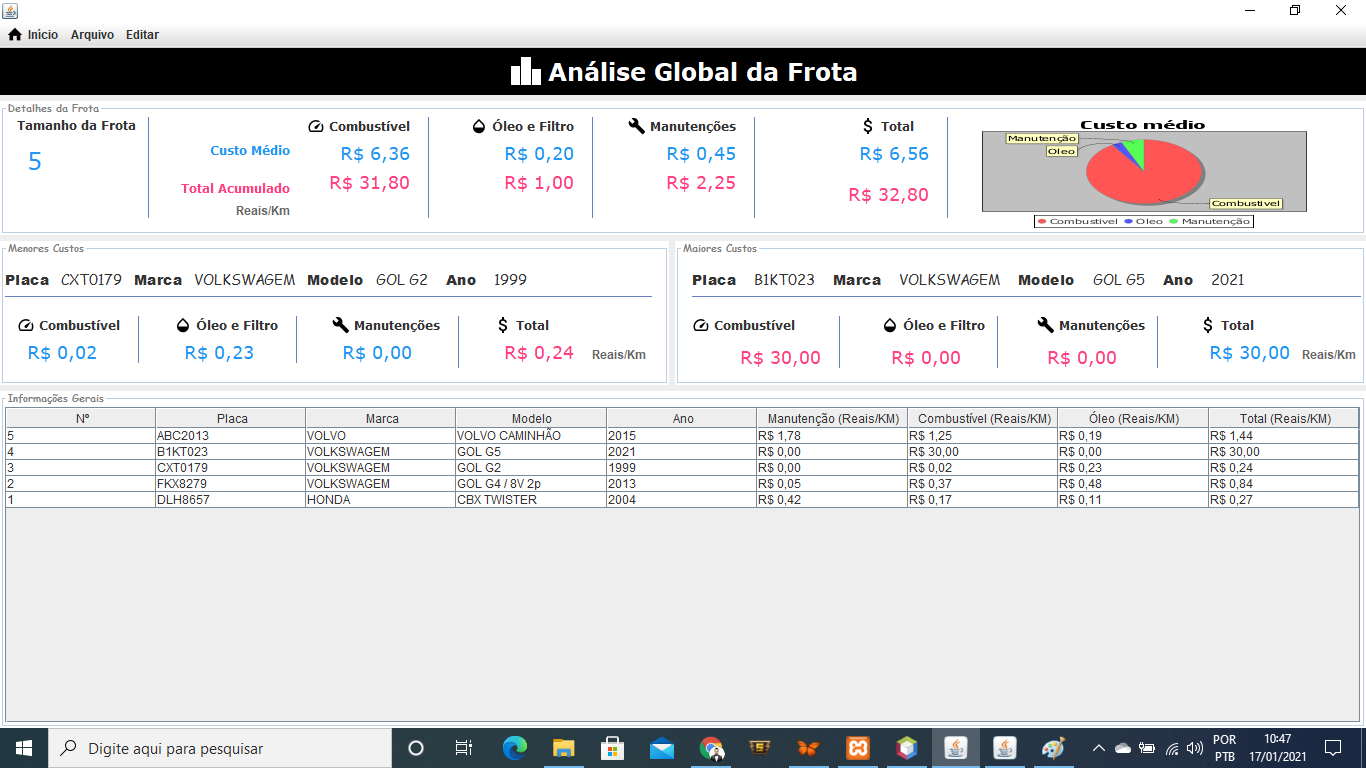 Início Arquivo Editar
Análise Global da Frota
Detalhes da Frota
Tamanho da Frota
5
Combustível Óleo e Filtro Manutenções Total
Custo Médio R$ 6,36 R$ 0,20 R$ 0,45 R$ 6,56
Total Acumulado R$ 31,80 R$ 1,00 R$ 2,25 R$ 32,80
Reais/Km
Custo médio
Manutenção
Oleo
Combustivel
Combustivel Oleo Manutenção
Menores Custos
Placa CXT0179 Marca VOLKSWAGEM Modelo GOL G2 Ano 1999
Combustível Óleo e Filtro Manutenções Total
R$ 0,02 R$ 0,23 R$ 0,00 R$ 0,24 Reais/Km
Maiores Custos
Placa B1KT023 Marca VOLKSWAGEM Modelo GOL G5 Ano 2021
Combustível Óleo e Filtro Manutenções Total
R$ 30,00 R$ 0,00 R$ 0,00 R$ 30,00 Reais/Km
Informações Gerais
Nº Placa Marca Modelo Ano Manutenção (Reais/KM) Combustível (Reais/KM) Óleo (Reais/KM) Total (Reais/KM)
5 ABC2013 VOLVO VOLVO CAMINHÃO 2015 R$ 1,78 R$ 1,25 R$ 0,19 R$ 1,44
4 B1KT023 VOLKSWAGEM GOL G5 2021 R$ 0,00 R$ 30,00 R$ 0,00 R$ 30,00
3 CXT0179 VOLKSWAGEM GOL G2 1999 R$ 0,00 R$ 0,02 R$ 0,23 R$ 0,24
2 FKX8279 VOLKSWAGEM GOL G4 / 8V 2p 2013 R$ 0,05 R$ 0,37 R$ 0,48 R$ 0,84
1 DLH8657 HONDA CBX TWISTER 2004 R$ 0,42 R$ 0,17 R$ 0,11 R$ 0,27
Digite aqui para pesquisar
POR
PTB
10:47
17/01/2021